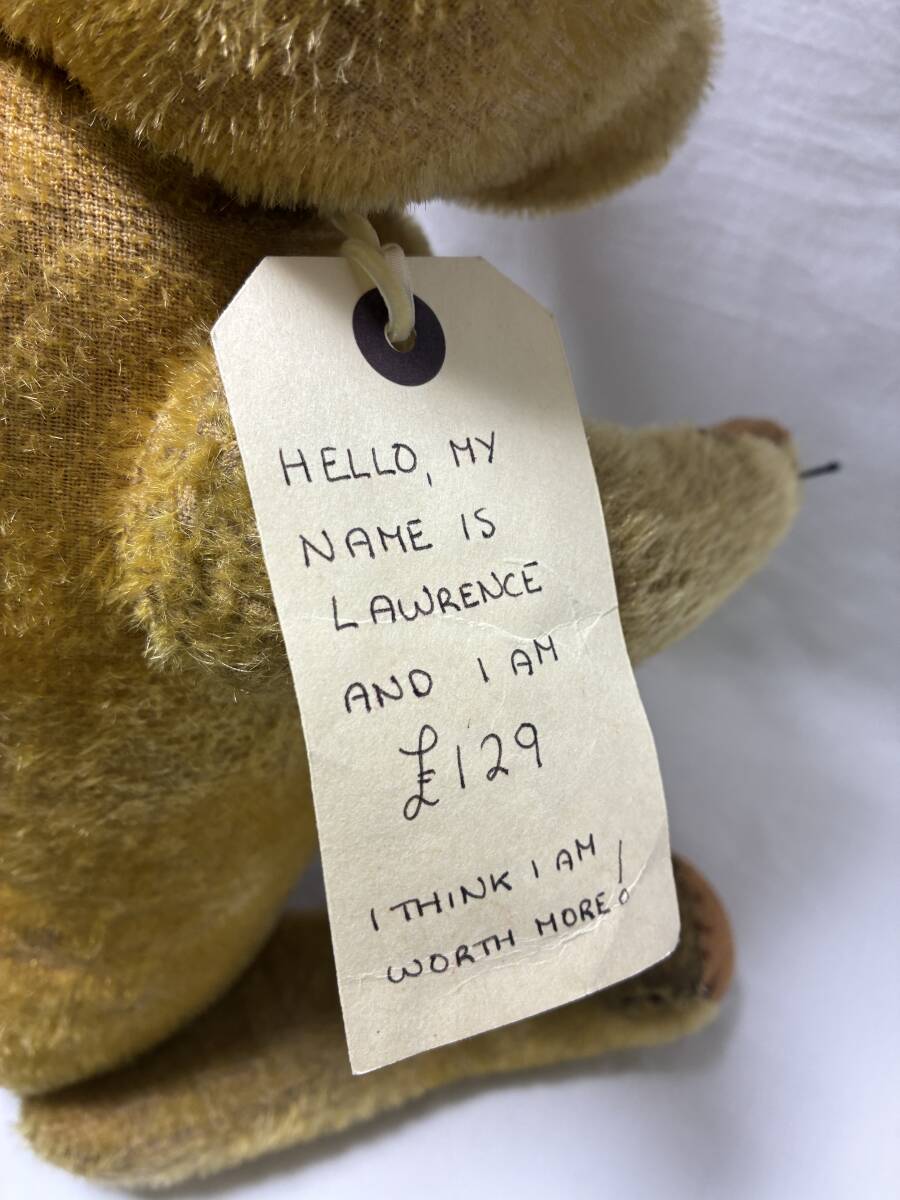 HELLO, MY
NAME IS
LAWRENCE
AND I AM
£129
I THINK I AM
WORTH MORE!